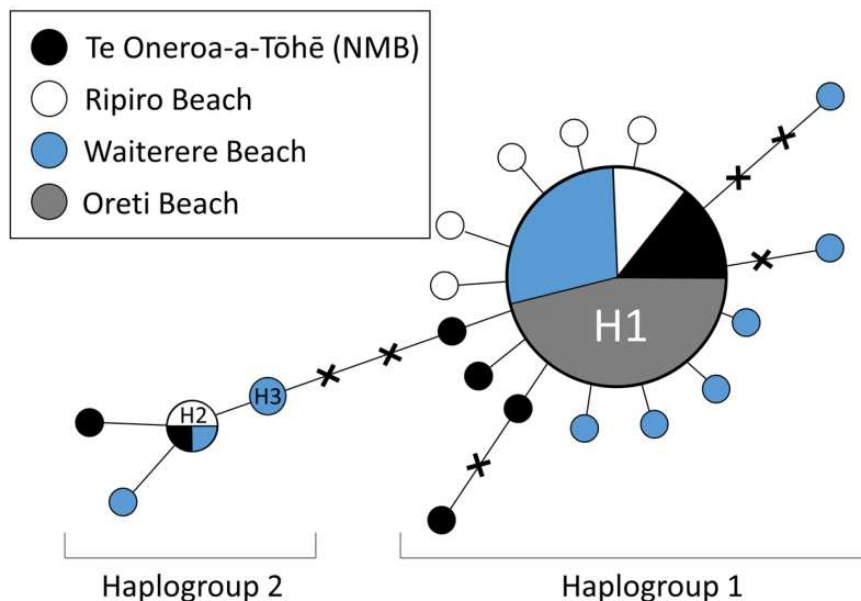 Te Oneroa-a-Tōhē (NMB)
Ripiro Beach
Waiterere Beach
Oreti Beach
H1
H3
H2
Haplogroup 2
Haplogroup 1